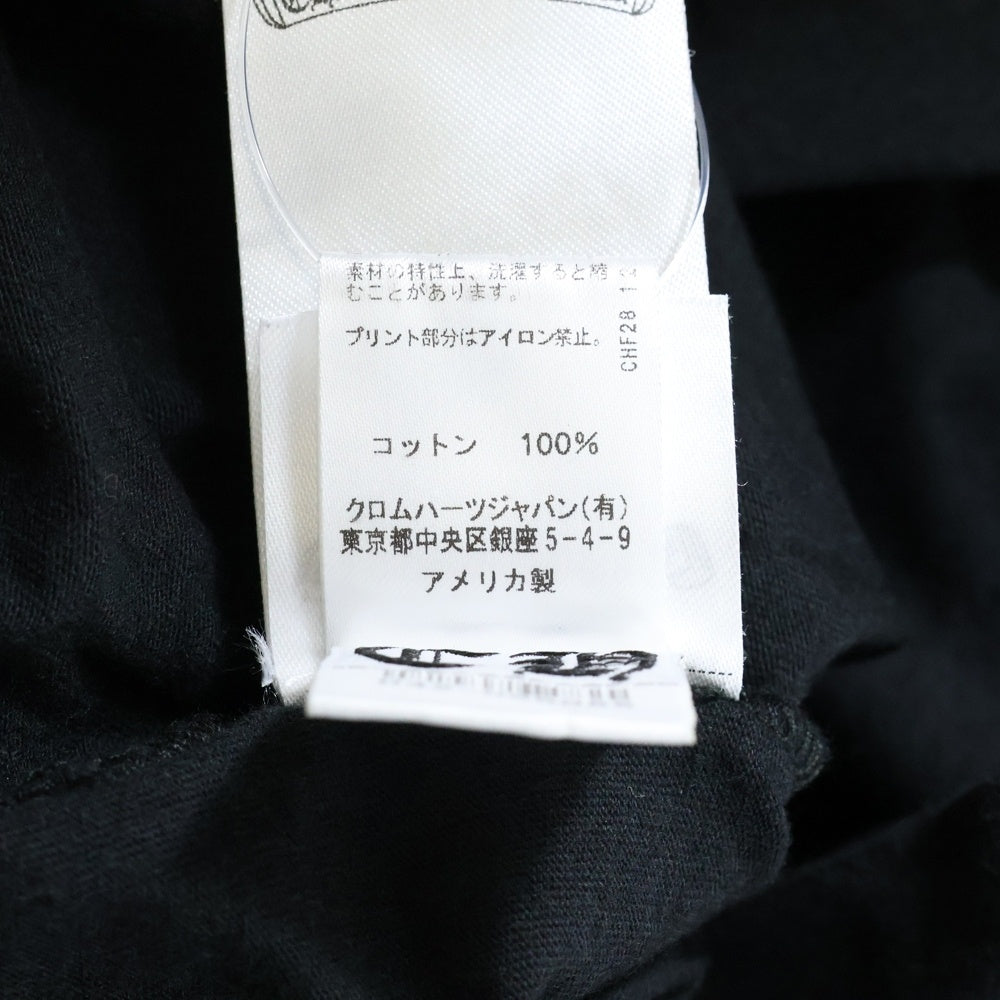 素材の特性上、洗濯すると縮
むことがあります。
プリント部分はアイロン禁止。
CHF28
コットン 100%
クロムハーツジャパン(有)
東京都中央区銀座5-4-9
アメリカ製